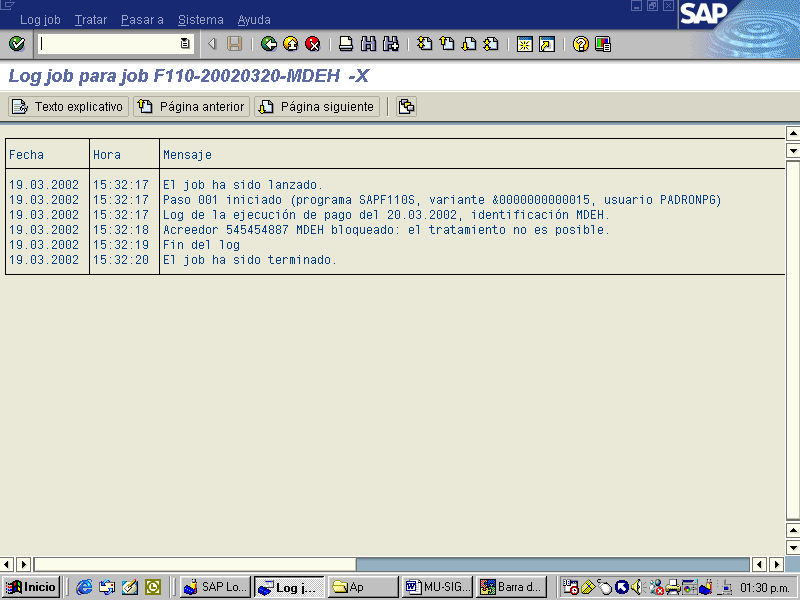 Log job Tratar Pasar a Sistema Ayuda
SAP
Log job para job F110-20020320-MDEH -X
Texto explicativo Página anterior Página siguiente
Fecha Hora Mensaje
19.03.2002 15:32:17 El job ha sido lanzado.
19.03.2002 15:32:17 Paso 001 iniciado (programa SAPF110S, variante &0000000000015, usuario PADRONPG)
19.03.2002 15:32:17 Log de la ejecución de pago del 20.03.2002, identificación MDEH.
19.03.2002 15:32:18 Acreedor 545454887 MDEH bloqueado: el tratamiento no es posible.
19.03.2002 15:32:19 Fin del log
19.03.2002 15:32:20 El job ha sido terminado.
Inicio SAP Lo... Log j... Ap MU-SIG... Barra d... 01:30 p.m.